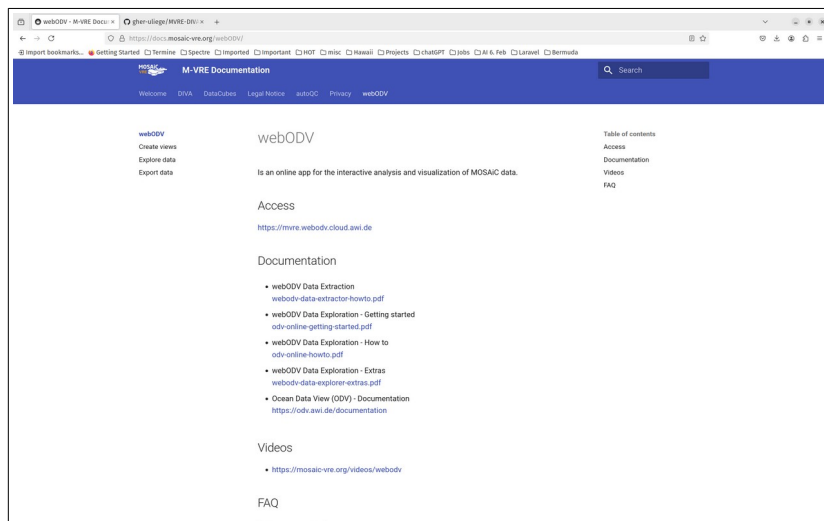 webODV - M-VRE Docum
gher-uliege/MVRE-DIVA
https://docs.mosaic-vre.org/webODV/
Import bookmarks... Getting Started Termine Spectre Imported Important HOT misc Hawaii Projects chatGPT Jobs AI 6. Feb Laravel Bermuda
MOSAiC
VRE
M-VRE Documentation
Search
Welcome DIVA DataCubes Legal Notice autoQC Privacy webODV
webODV
Create views
Explore data
Export data
webODV
Is an online app for the interactive analysis and visualization of MOSAiC data.
Access
https://mvre.webodv.cloud.awi.de
Documentation
• webODV Data Extraction
webodv-data-extractor-howto.pdf
• webODV Data Exploration - Getting started
odv-online-getting-started.pdf
• webODV Data Exploration - How to
odv-online-howto.pdf
• webODV Data Exploration - Extras
webodv-data-explorer-extras.pdf
• Ocean Data View (ODV) - Documentation
https://odv.awi.de/documentation
Videos
• https://mosaic-vre.org/videos/webodv
FAQ
Table of contents
Access
Documentation
Videos
FAQ